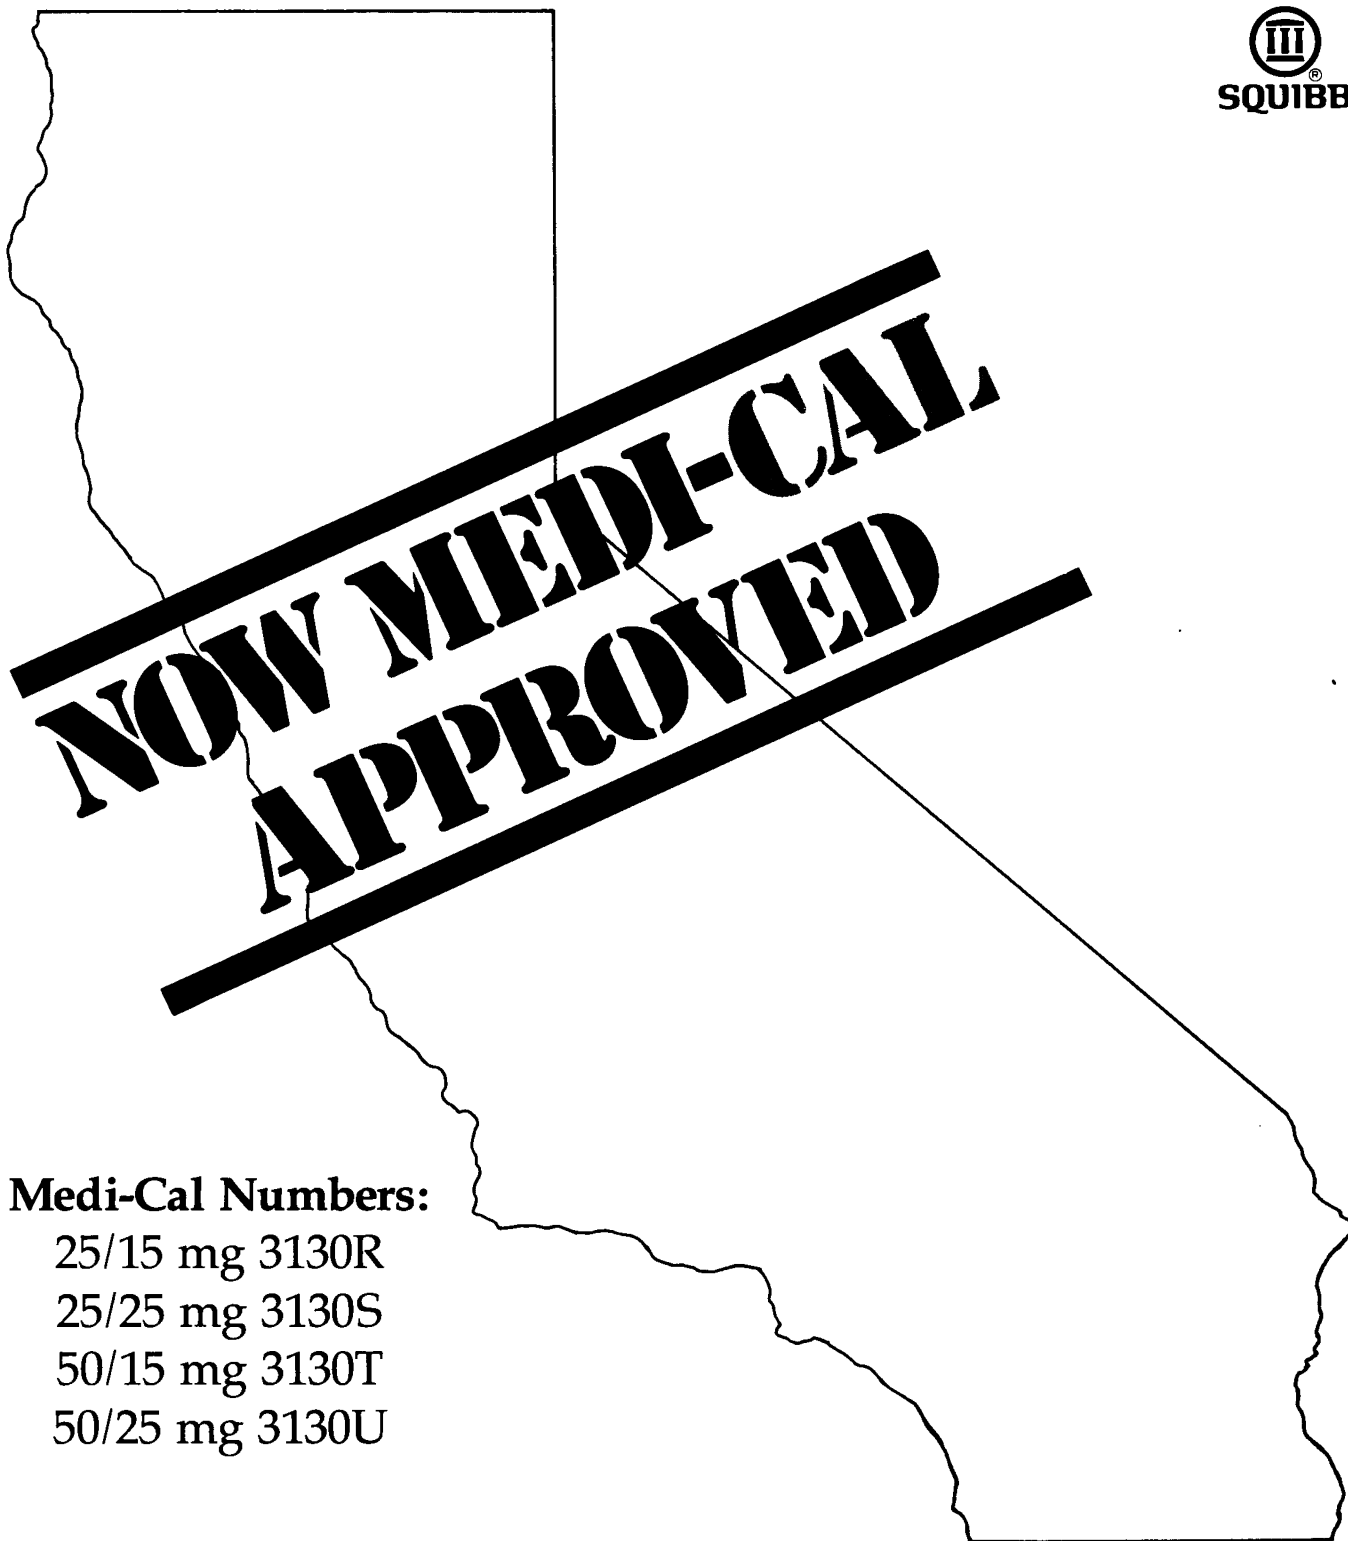 SQUIBB®
NOW MEDI-CAL
APPROVED
Medi-Cal Numbers:
25/15 mg 3130R
25/25 mg 3130S
50/15 mg 3130T
50/25 mg 3130U